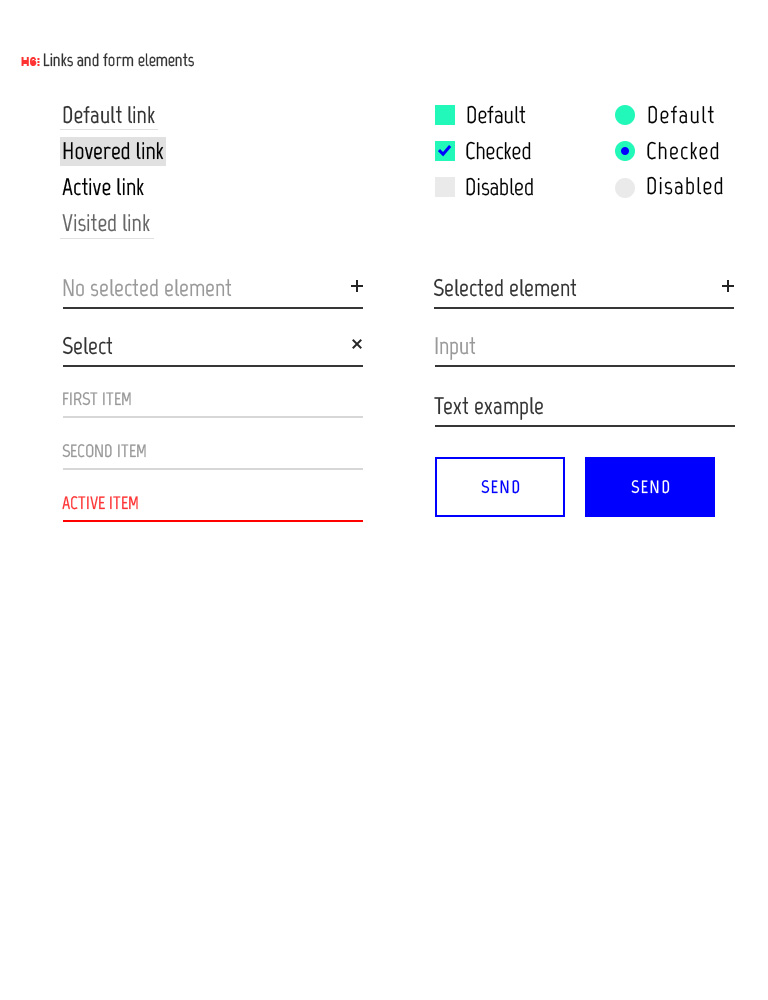 H6: Links and form elements
Default link
Hovered link
Active link
Visited link
Default
Checked
Disabled
Default
Checked
Disabled
No selected element
Select
FIRST ITEM
SECOND ITEM
ACTIVE ITEM
Selected element
Input
Text example
SEND
SEND